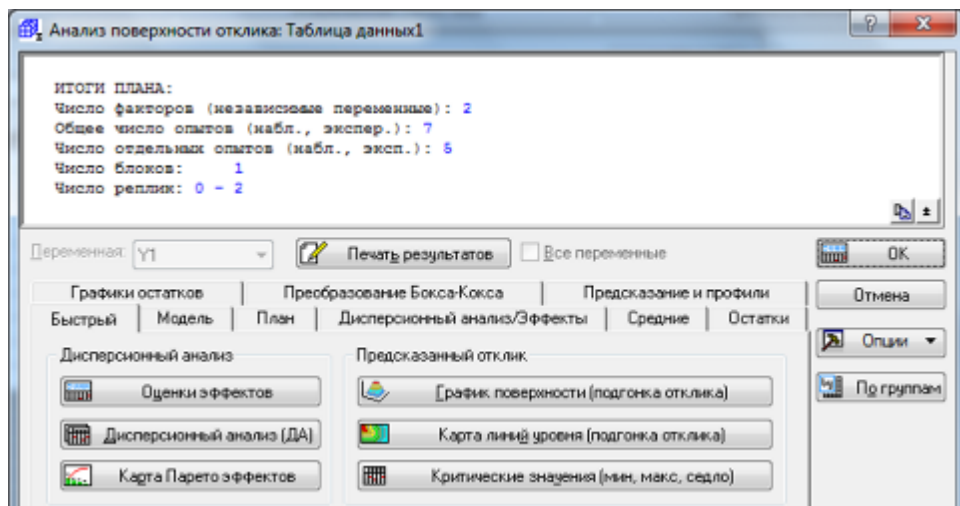 Анализ поверхности отклика: Таблица данных1
ИТОГИ ПЛАНА:
Число факторов (независимые переменные): 2
Общее число опытов (набл., экспер.): 7
Число отдельных опытов (набл., эксп.): 5
Число блоков: 1
Число реплик: 0 - 2
Переменная: Y1 Печать результатов Все переменные OK
Графики остатков Преобразование Бокса-Кокса Предсказание и профили Отмена
Быстрый Модель План Дисперсионный анализ/Эффекты Средние Остатки
Опции
Дисперсионный анализ Предсказанный отклик
Оценки эффектов График поверхности (подгонка отклика) По группам
Дисперсионный анализ (ДА) Карта линий уровня (подгонка отклика)
Карта Парето эффектов Критические значения (мин, макс, седло)